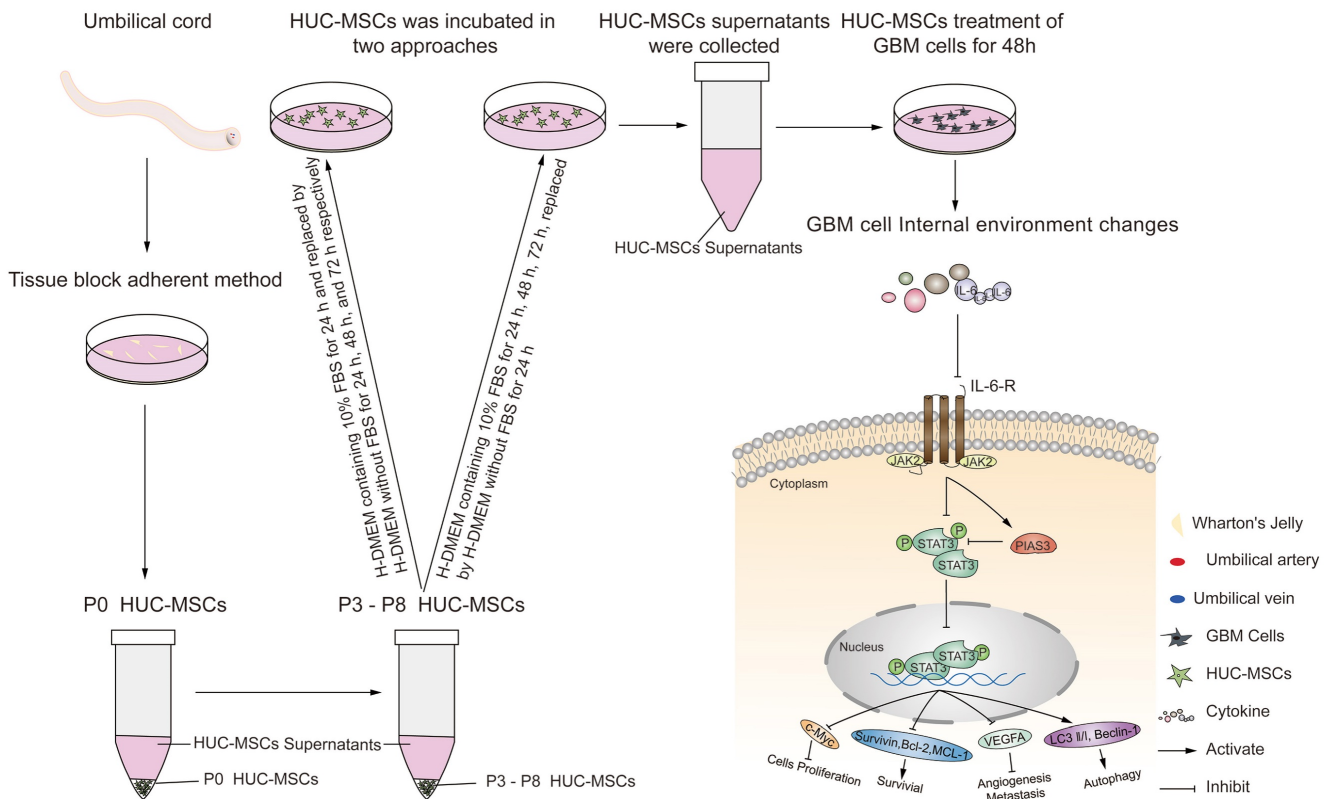 Umbilical cord
HUC-MSCs was incubated in
two approaches
HUC-MSCs supernatants
were collected
HUC-MSCs treatment of
GBM cells for 48h
H-DMEM containing 10% FBS for 24 h and replaced by
H-DMEM without FBS for 24 h, 48 h, and 72 h respectively
H-DMEM containing 10% FBS for 24 h, 48 h, 72 h, replaced
by H-DMEM without FBS for 24 h
HUC-MSCs Supernatants
GBM cell Internal environment changes
Tissue block adherent method
IL-6
IL-6
IL-6
IL-6-R
JAK2
JAK2
Cytoplasm
P
STAT3
P
STAT3
PIAS3
Nucleus
P
STAT3
STAT3
P
c-Myc
Survivin,Bcl-2,MCL-1
VEGFA
LC3 II/I, Beclin-1
Cells Proliferation
Survivial
Angiogenesis
Metastasis
Autophagy
P0 HUC-MSCs
P3 - P8 HUC-MSCs
HUC-MSCs Supernatants
P0 HUC-MSCs
P3 - P8 HUC-MSCs
Wharton's Jelly
Umbilical artery
Umbilical vein
GBM Cells
HUC-MSCs
Cytokine
Activate
Inhibit